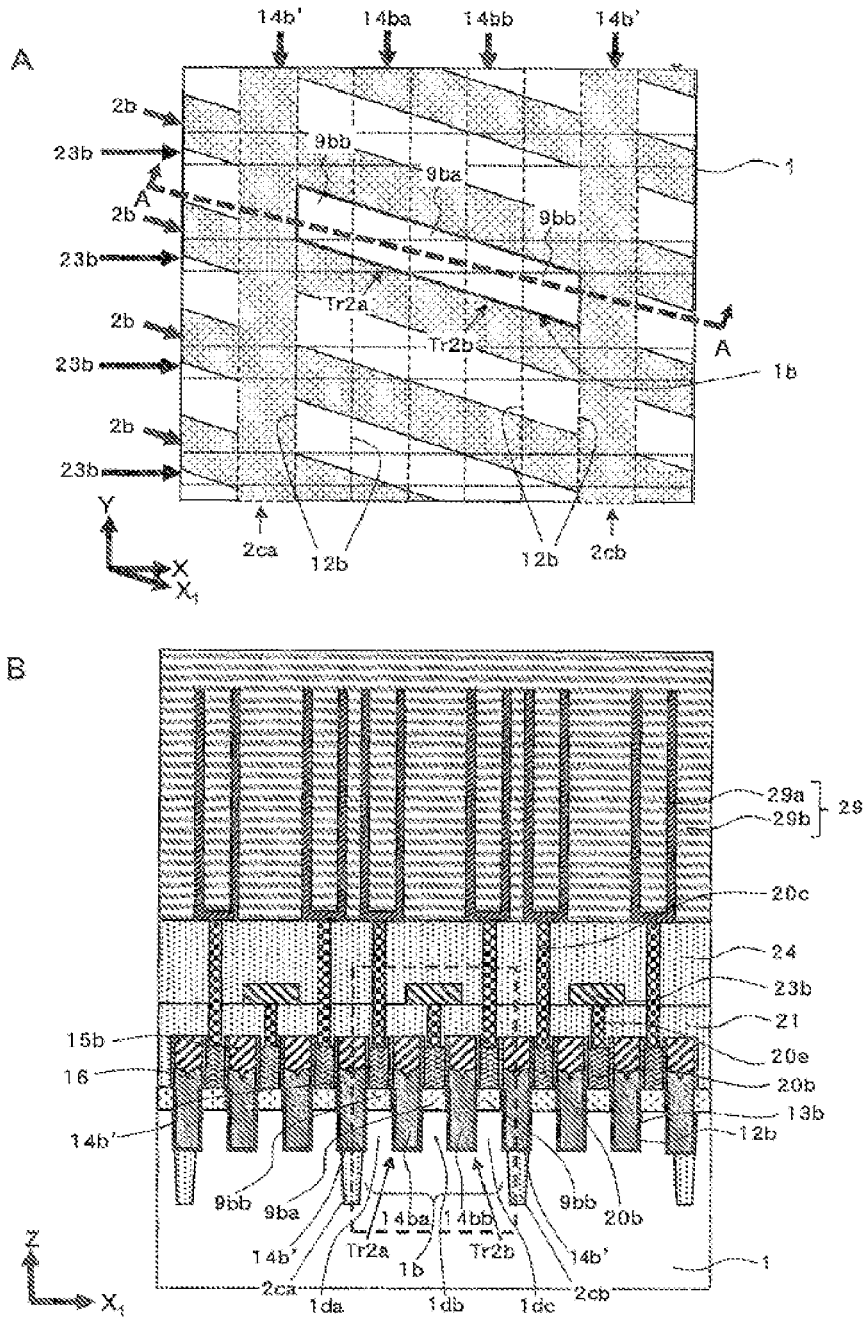 14b' 14ba 14bb 14b'
A
2b
9bb
23b
9ba
1
A
9bb
2b
23b
Tr2a
Tr2b
A
2b
1b
23b
2b
23b
Y
X
X1
2ca 12b 12b 2cb
B
29a
29b
29
20c
24
23b
15b
21
16
20e
20b
14b'
13b
12b
9bb
9ba
14ba 14bb
9bb
20b
14b'
Tr2a
1b
Tr2b
14b'
Z
X1
2ca
1da 1db 1dc
2cb
1